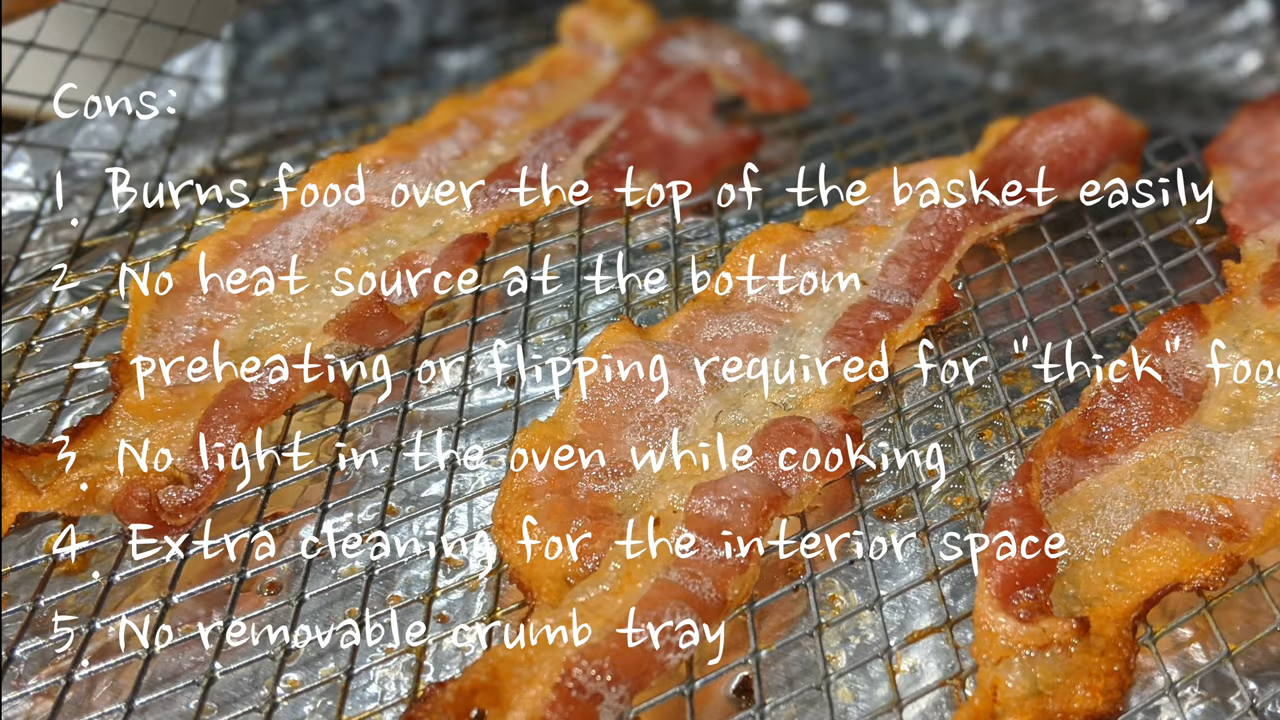 Cons:
1. Burns food over the top of the basket easily
2. No heat source at the bottom
- preheating or flipping required for "thick" foo
3. No light in the oven while cooking
4. Extra cleaning for the interior space
5. No removable crumb tray